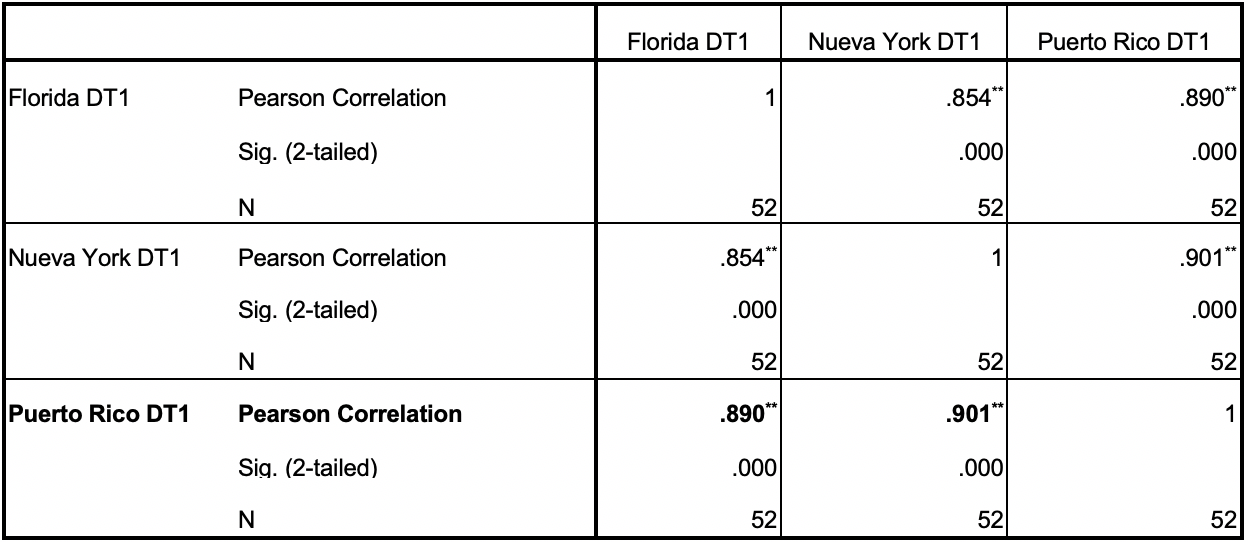 Florida DT1 Nueva York DT1 Puerto Rico DT1
Florida DT1 Pearson Correlation 1 .854** .890**
Sig. (2-tailed) .000 .000
N 52 52 52
Nueva York DT1 Pearson Correlation .854** 1 .901**
Sig. (2-tailed) .000 .000
N 52 52 52
Puerto Rico DT1 Pearson Correlation .890** .901** 1
Sig. (2-tailed) .000 .000
N 52 52 52